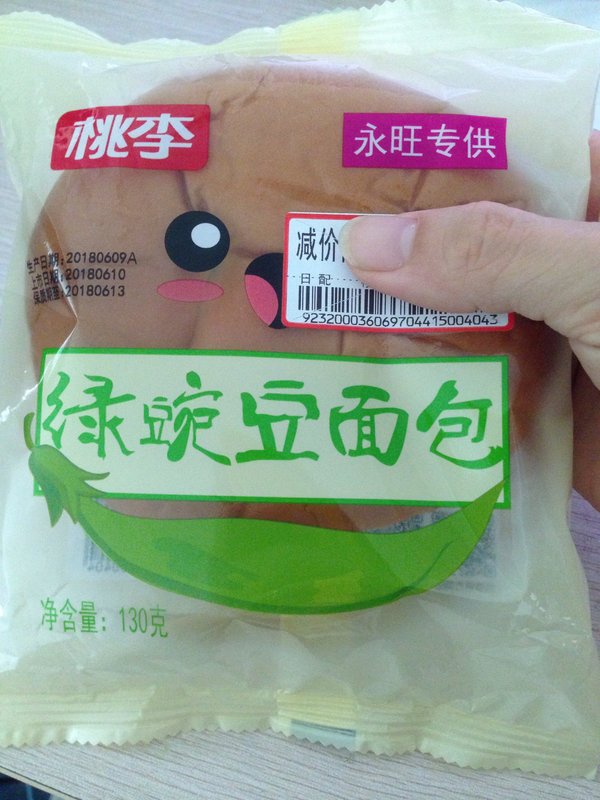 桃李
永旺专供
减价
日配
923200036069704415004043
生产日期:20180609A
上市日期:20180610
保质期至:20180613
绿豌豆面包
净含量：130克